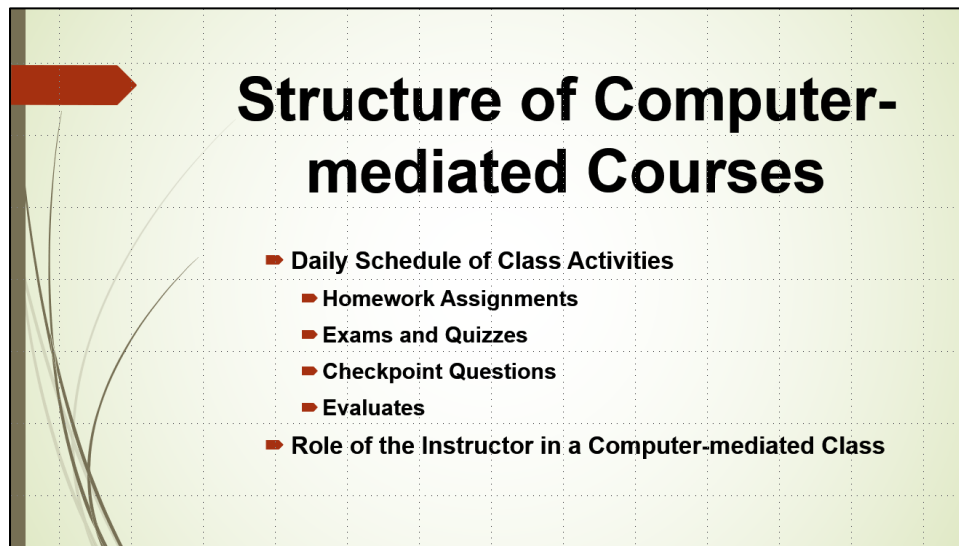 Structure of Computer-
mediated Courses
Daily Schedule of Class Activities
Homework Assignments
Exams and Quizzes
Checkpoint Questions
Evaluates
Role of the Instructor in a Computer-mediated Class